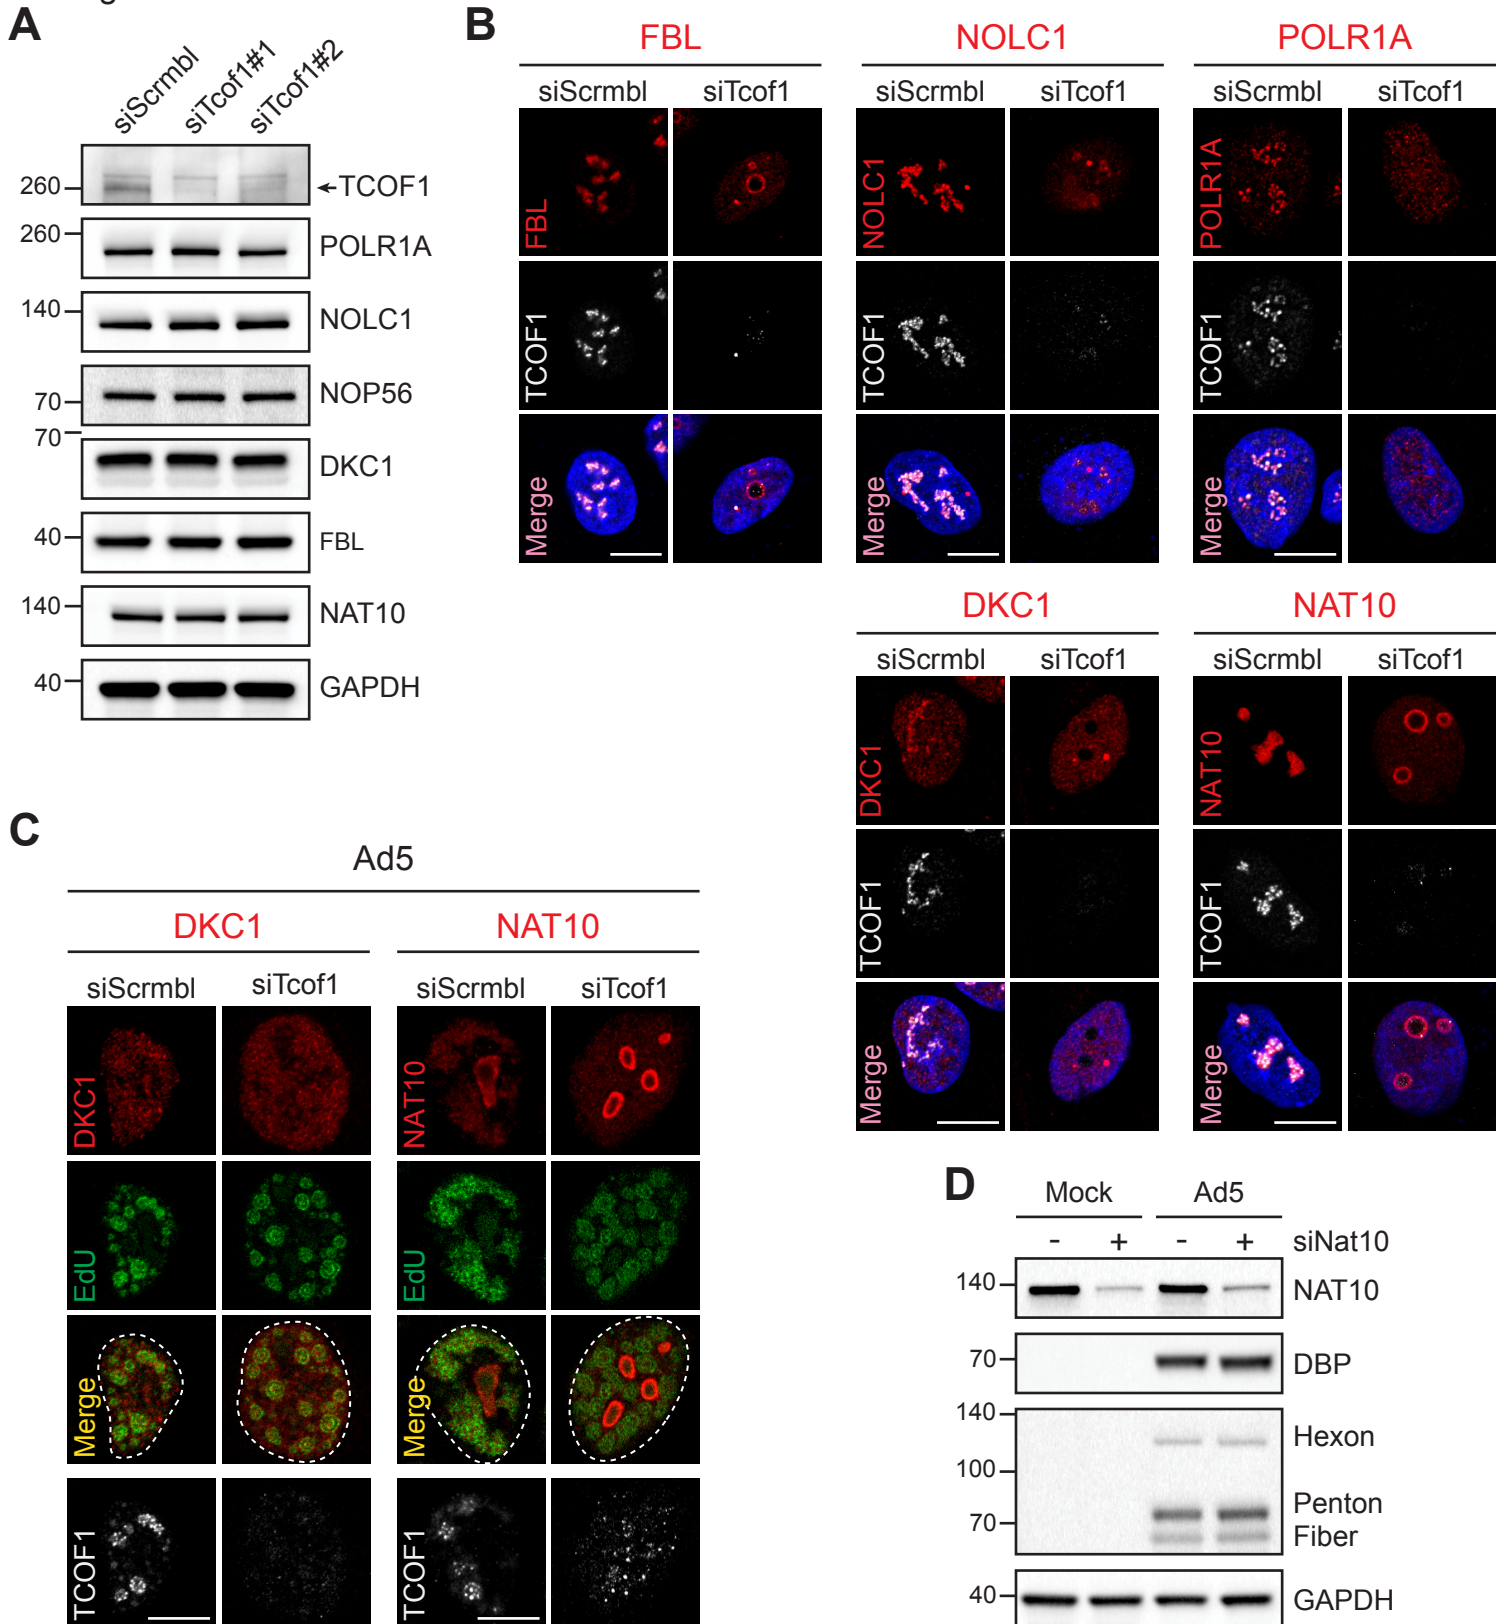 A
siScrmbl
siTcof1#1
siTcof1#2
260
←TCOF1
260
POLR1A
140
NOLC1
70
NOP56
70
DKC1
40
FBL
140
NAT10
40
GAPDH
B
FBL
NOLC1
POLR1A
siScrmbl siTcof1
siScrmbl siTcof1
siScrmbl siTcof1
FBL
NOLC1
POLR1A
TCOF1
TCOF1
TCOF1
Merge
Merge
Merge
DKC1
NAT10
siScrmbl siTcof1
siScrmbl siTcof1
DKC1
NAT10
TCOF1
TCOF1
Merge
Merge
C
Ad5
DKC1
NAT10
siScrmbl siTcof1
siScrmbl siTcof1
DKC1
NAT10
EdU
EdU
Merge
Merge
TCOF1
TCOF1
D
Mock Ad5
- + - + siNat10
140
NAT10
70
DBP
140
Hexon
100
Penton
70
Fiber
40
GAPDH